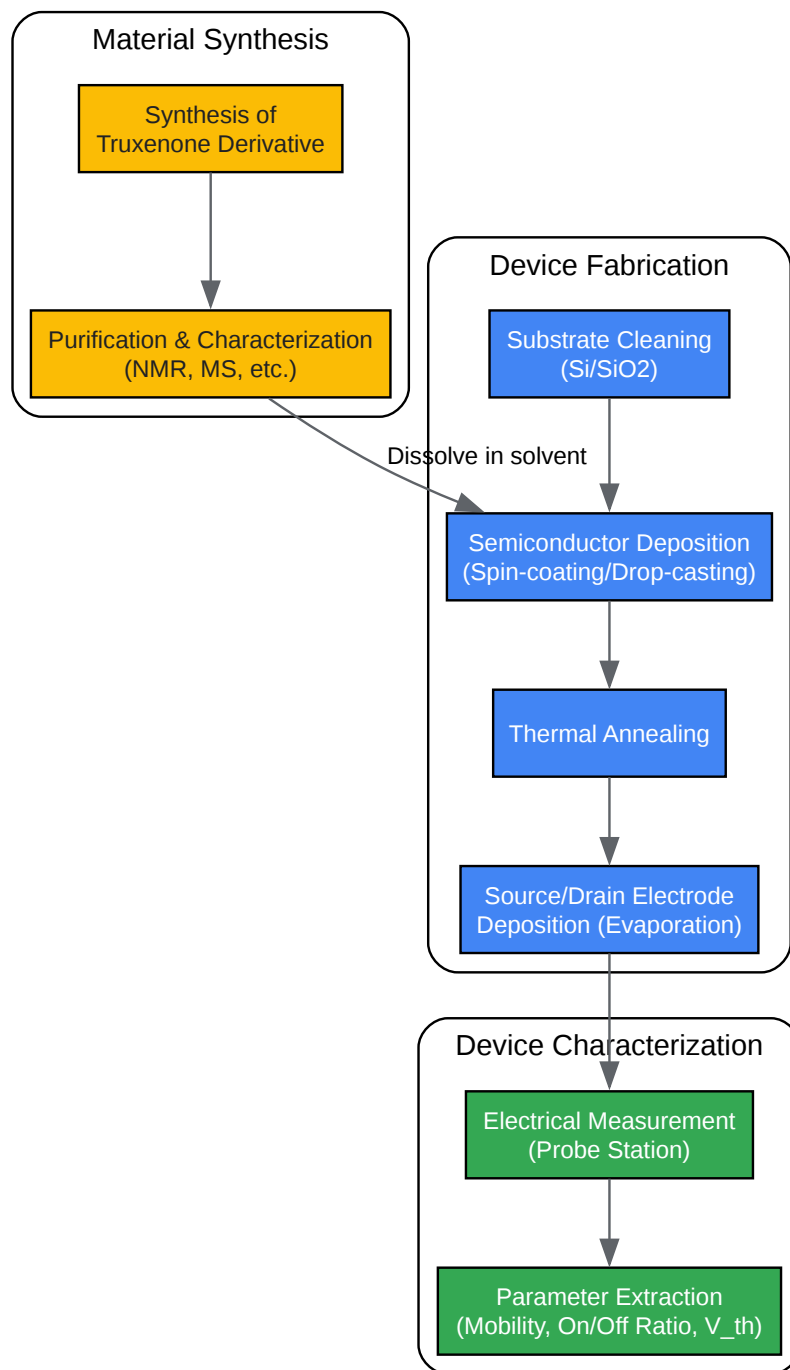 Material Synthesis
Synthesis of
Truxenone Derivative
Purification & Characterization
(NMR, MS, etc.)
Device Fabrication
Substrate Cleaning
(Si/SiO2)
Dissolve in solvent
Semiconductor Deposition
(Spin-coating/Drop-casting)
Thermal Annealing
Source/Drain Electrode
Deposition (Evaporation)
Device Characterization
Electrical Measurement
(Probe Station)
Parameter Extraction
(Mobility, On/Off Ratio, V_th)